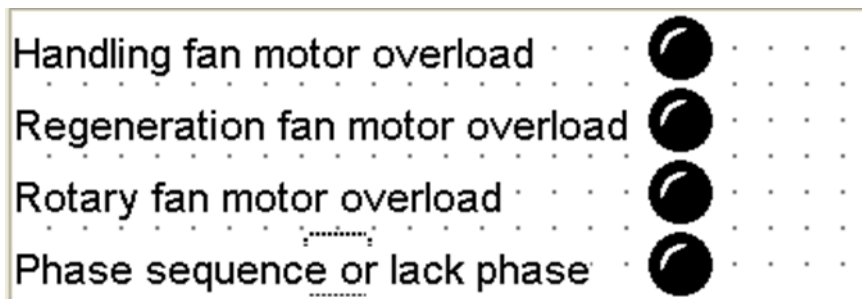 Handling fan motor overload
Regeneration fan motor overload
Rotary fan motor overload
Phase sequence or lack phase